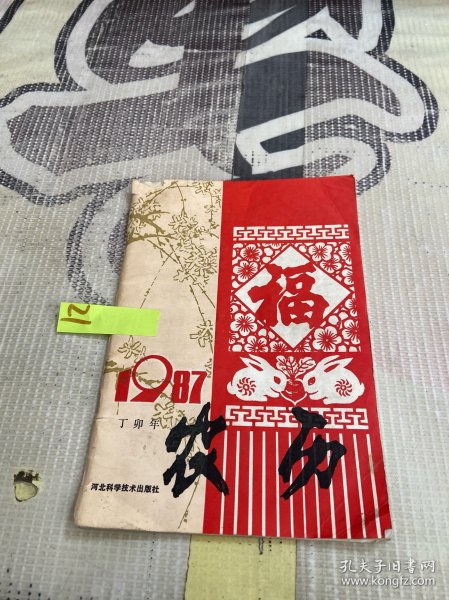 福
12
1987
丁卯年
农历
河北科学技术出版社
孔夫子旧书网
www.kongfz.com